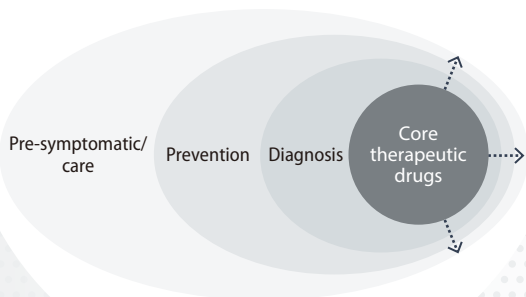 Pre-symptomatic/
care
Prevention
Diagnosis
Core
therapeutic
drugs